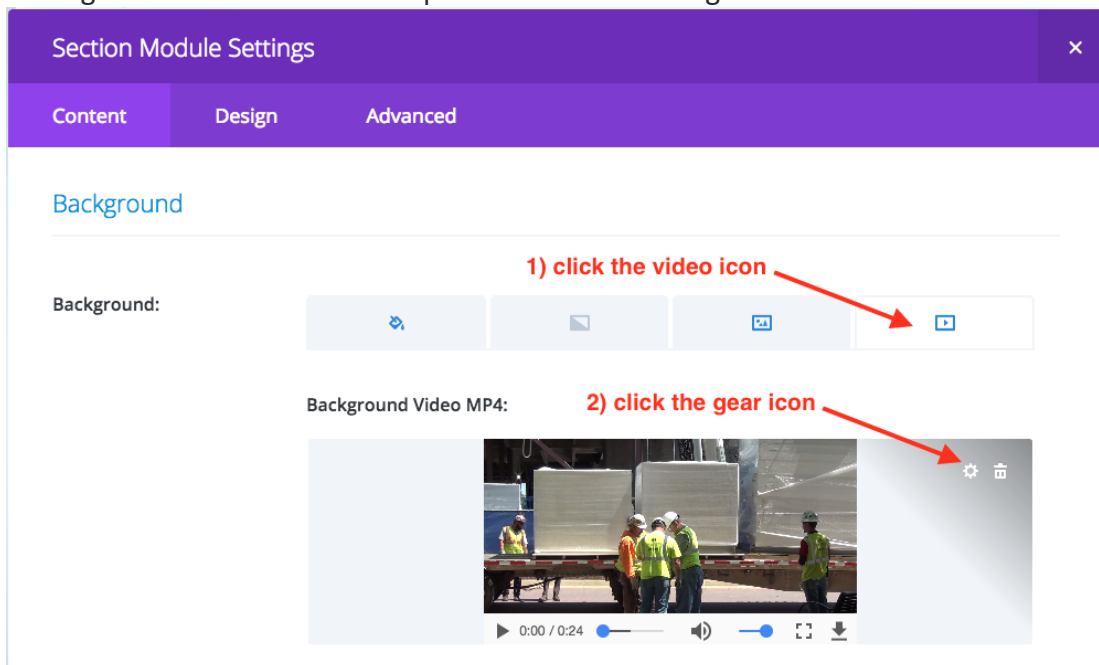 Section Module Settings
Content Design Advanced
Background
1) click the video icon
Background:
Background Video MP4:
2) click the gear icon
0:00 / 0:24